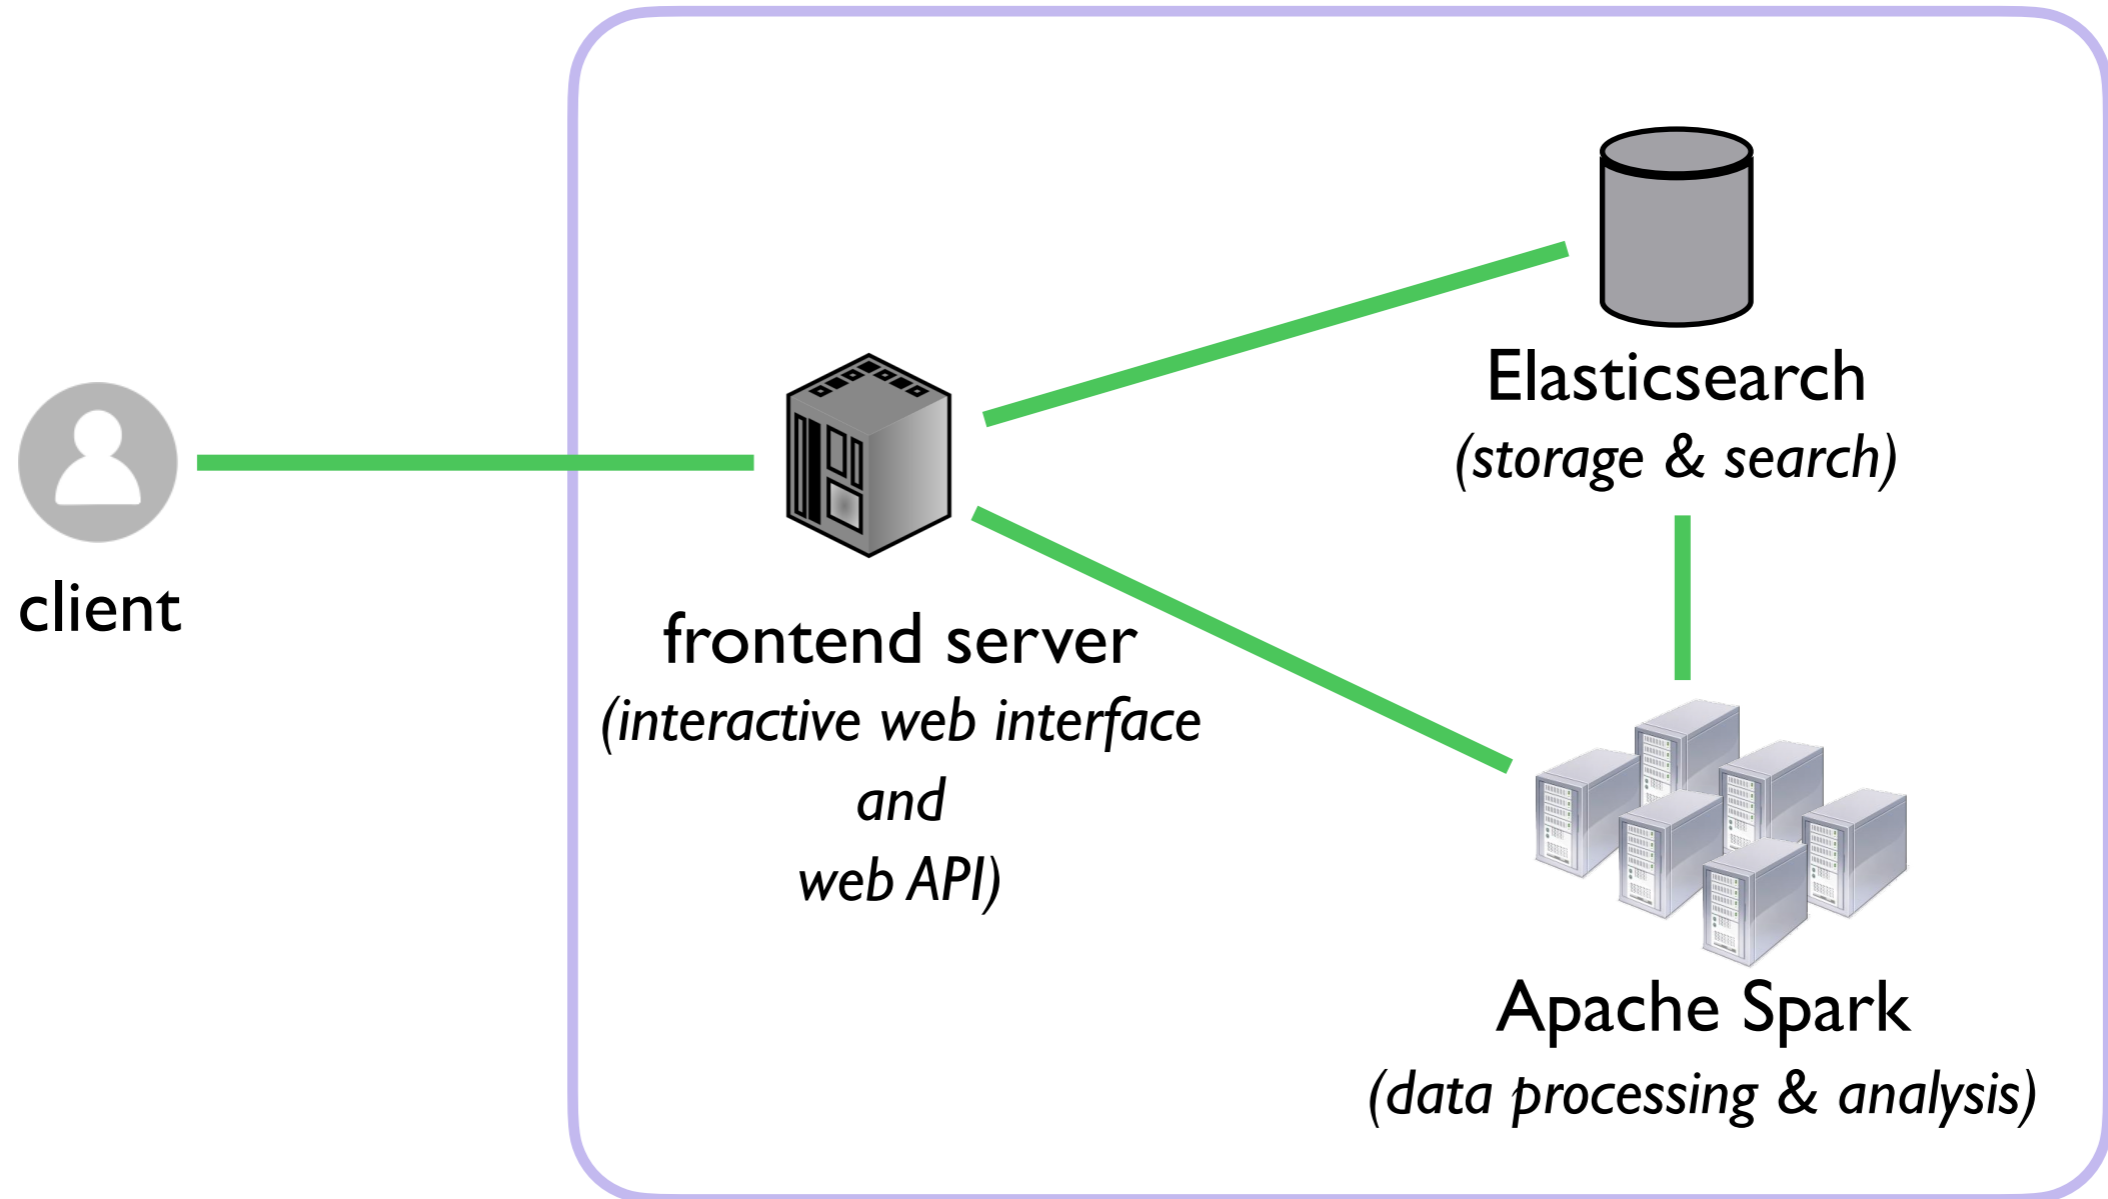 client
frontend server
(interactive web interface
and
web API)
Elasticsearch
(storage & search)
Apache Spark
(data processing & analysis)